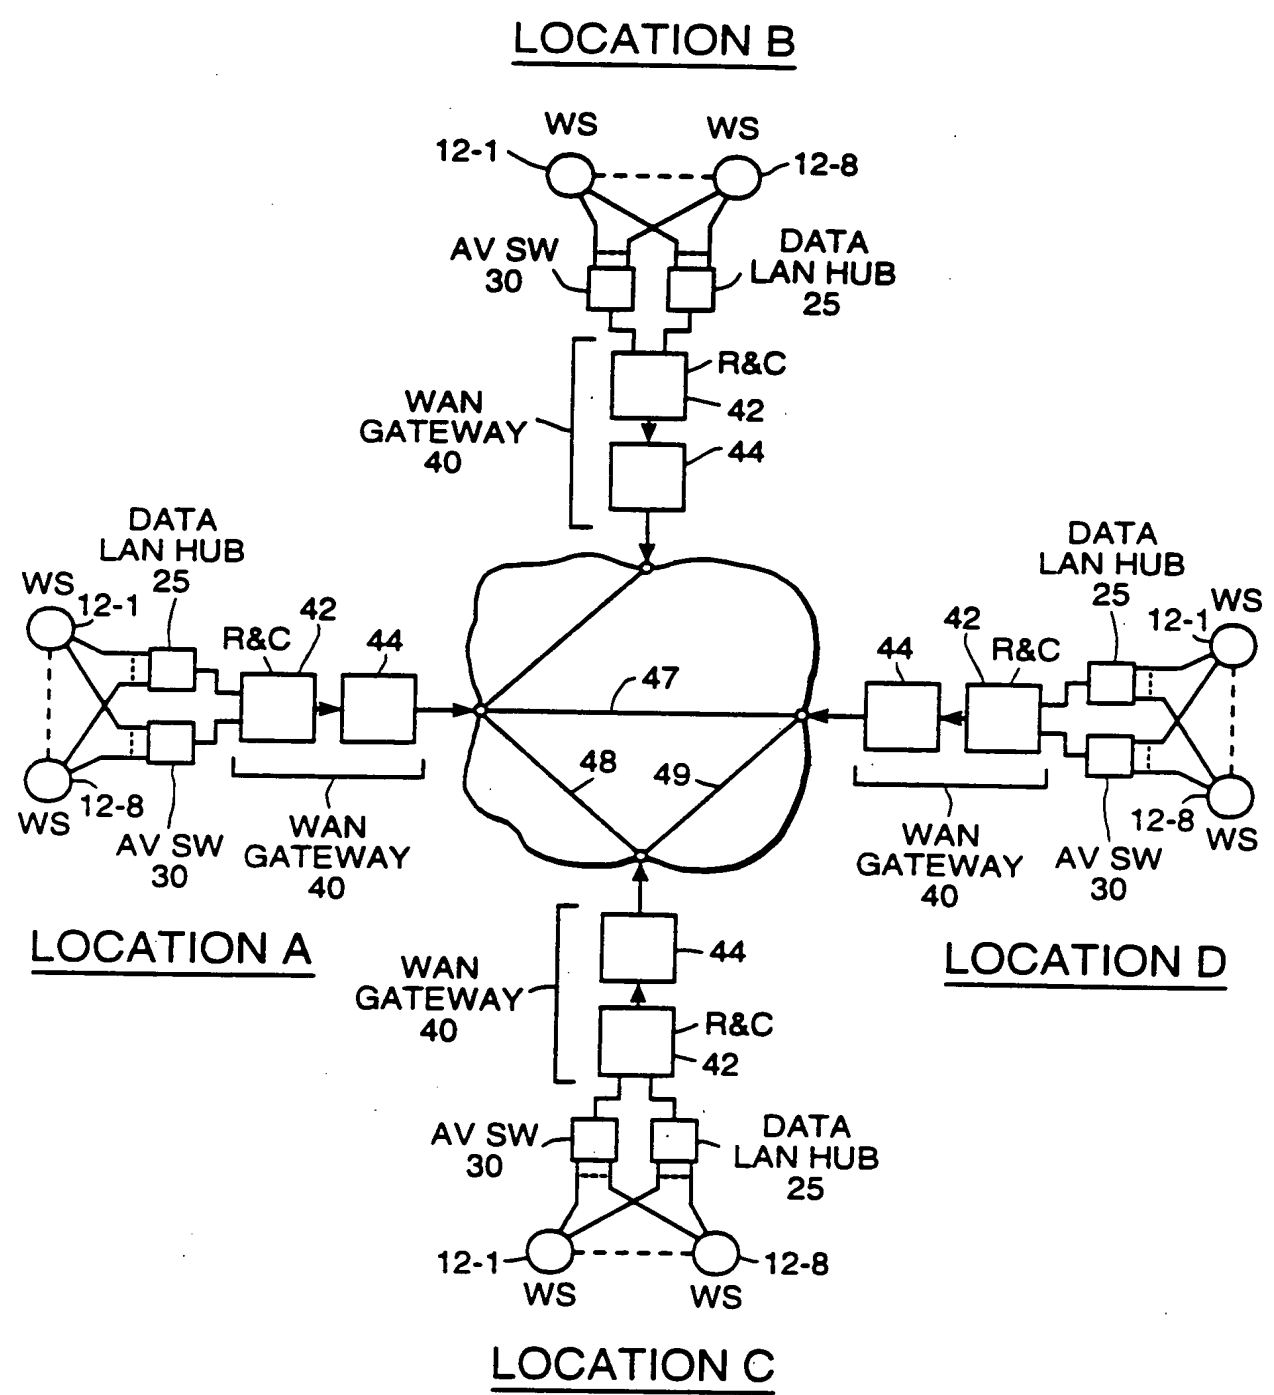 LOCATION B
WS
WS
12-1
12-8
AV SW
30
DATA
LAN HUB
25
R&C
42
WAN
GATEWAY
40
44
DATA
LAN HUB
25
WS
12-1
R&C
42
44
12-8
WS
AV SW
30
WAN
GATEWAY
40
LOCATION A
47
48
49
DATA
LAN HUB
25
WS
12-1
42
R&C
44
12-8
WS
WAN
GATEWAY
40
AV SW
30
LOCATION D
44
WAN
GATEWAY
40
R&C
42
AV SW
30
DATA
LAN HUB
25
12-1
12-8
WS
WS
LOCATION C